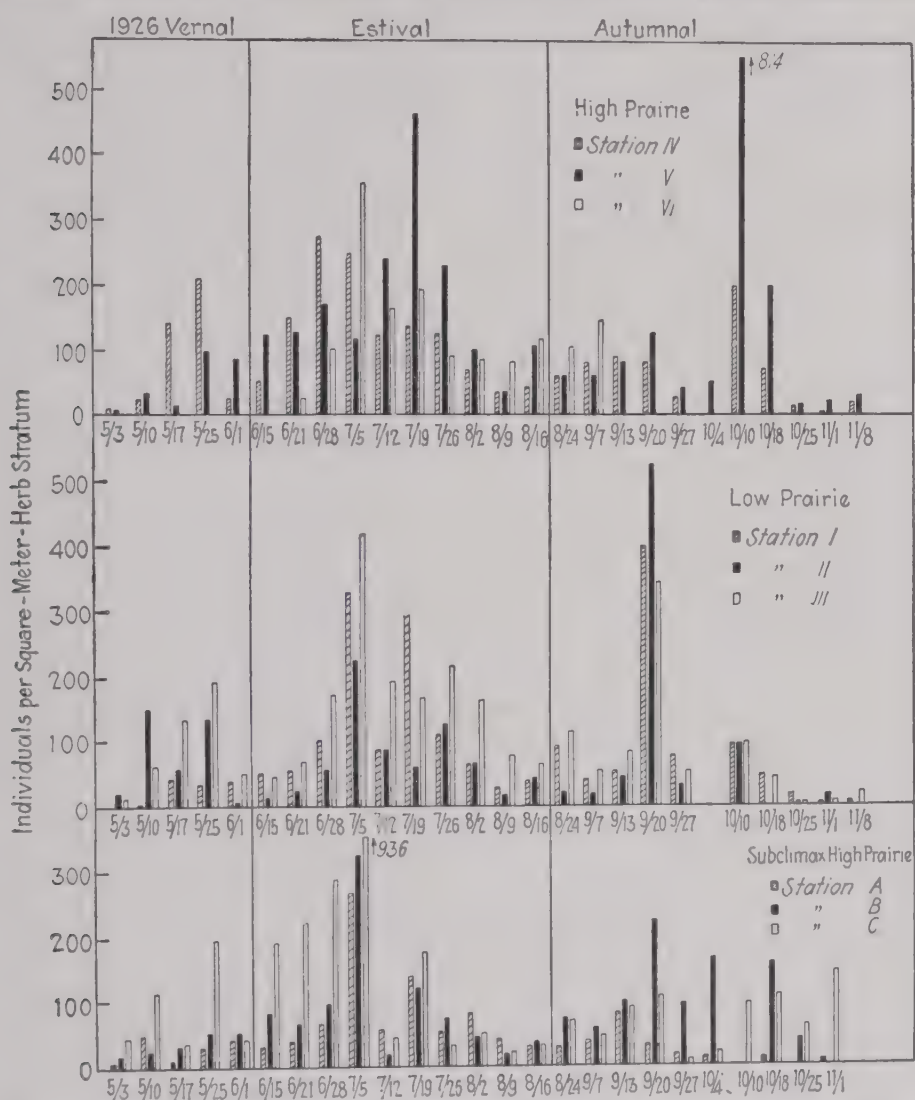 1926 Vernal Estival Autumnal
Individuals per Square-Meter-Herb Stratum
500
400
300
200
100
0
814
High Prairie
Station IV
" V
" VI
5/3 5/10 5/17 5/25 6/1 6/15 6/21 6/28 7/5 7/12 7/19 7/26 8/2 8/9 8/16 8/24 9/7 9/13 9/20 9/27 10/4 10/10 10/18 10/25 11/1 11/8
500
400
300
200
100
0
Low Prairie
Station I
" II
" III
5/3 5/10 5/17 5/25 6/1 6/15 6/21 6/28 7/5 7/12 7/19 7/26 8/2 8/9 8/16 8/24 9/7 9/13 9/20 9/27 10/10 10/18 10/25 11/1 11/8
300
200
100
0
936
Subclimax High Prairie
Station A
" B
" C
5/3 5/10 5/17 5/25 6/1 6/15 6/21 6/28 7/5 7/12 7/19 7/26 8/2 8/9 8/16 8/24 9/7 9/13 9/20 9/27 10/4 10/10 10/18 10/25 11/1